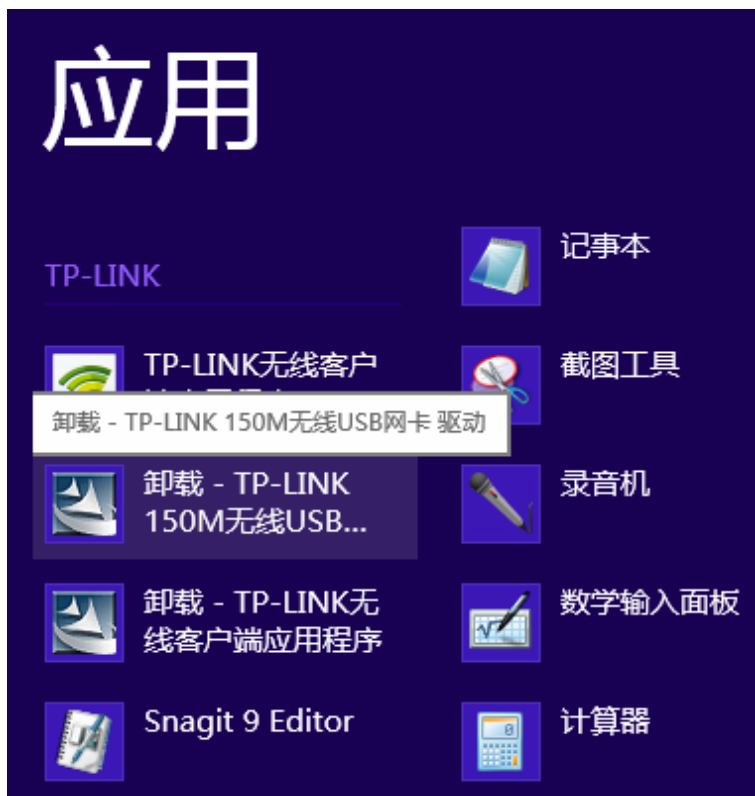 应用
TP-LINK
TP-LINK无线客户
卸载 - TP-LINK 150M无线USB网卡 驱动
卸载 - TP-LINK
150M无线USB...
卸载 - TP-LINK无
线客户端应用程序
Snagit 9 Editor
记事本
截图工具
录音机
数学输入面板
计算器